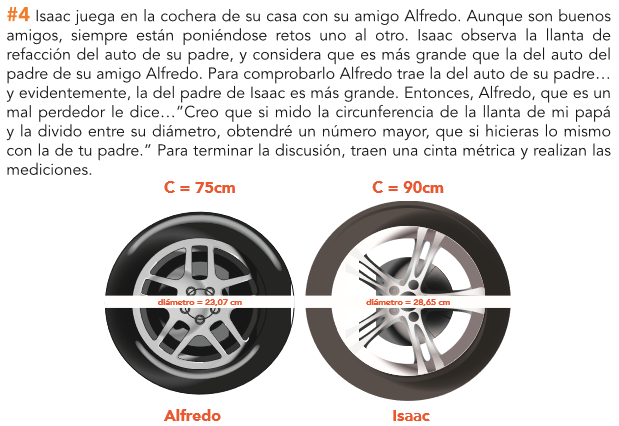 #4 Isaac juega en la cochera de su casa con su amigo Alfredo. Aunque son buenos
amigos, siempre están poniéndose retos uno al otro. Isaac observa la llanta de
refacción del auto de su padre, y considera que es más grande que la del auto del
padre de su amigo Alfredo. Para comprobarlo Alfredo trae la del auto de su padre…
y evidentemente, la del padre de Isaac es más grande. Entonces, Alfredo, que es un
mal perdedor le dice…“Creo que si mido la circunferencia de la llanta de mi papá
y la divido entre su diámetro, obtendré un número mayor, que si hicieras lo mismo
con la de tu padre.” Para terminar la discusión, traen una cinta métrica y realizan las
mediciones.
C = 75cm C = 90cm
diámetro = 23,07 cm diámetro = 28,65 cm
Alfredo Isaac